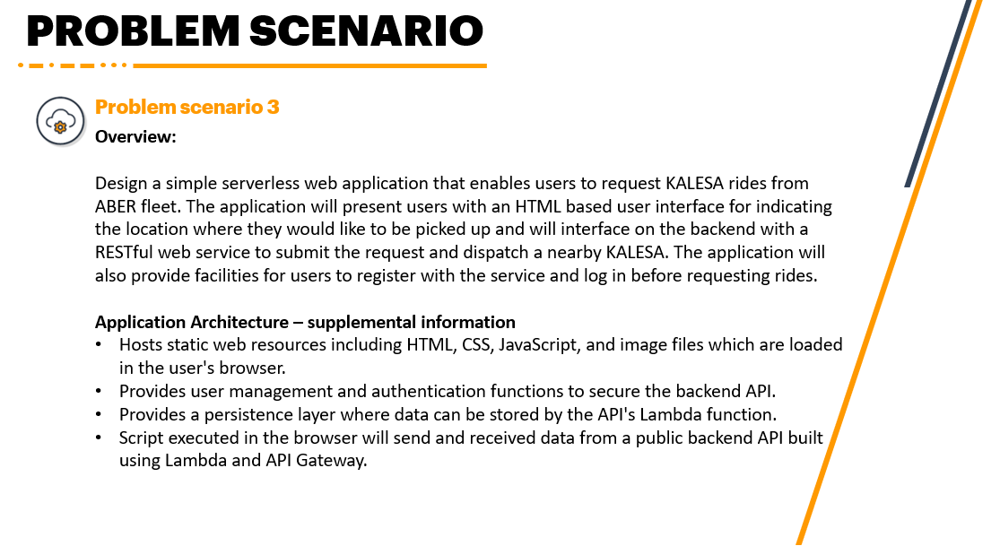 PROBLEM SCENARIO
Problem scenario 3
Overview:
Design a simple serverless web application that enables users to request KALESA rides from
ABER fleet. The application will present users with an HTML based user interface for indicating
the location where they would like to be picked up and will interface on the backend with a
RESTful web service to submit the request and dispatch a nearby KALESA. The application will
also provide facilities for users to register with the service and log in before requesting rides.
Application Architecture – supplemental information
• Hosts static web resources including HTML, CSS, JavaScript, and image files which are loaded
in the user's browser.
• Provides user management and authentication functions to secure the backend API.
• Provides a persistence layer where data can be stored by the API's Lambda function.
• Script executed in the browser will send and received data from a public backend API built
using Lambda and API Gateway.